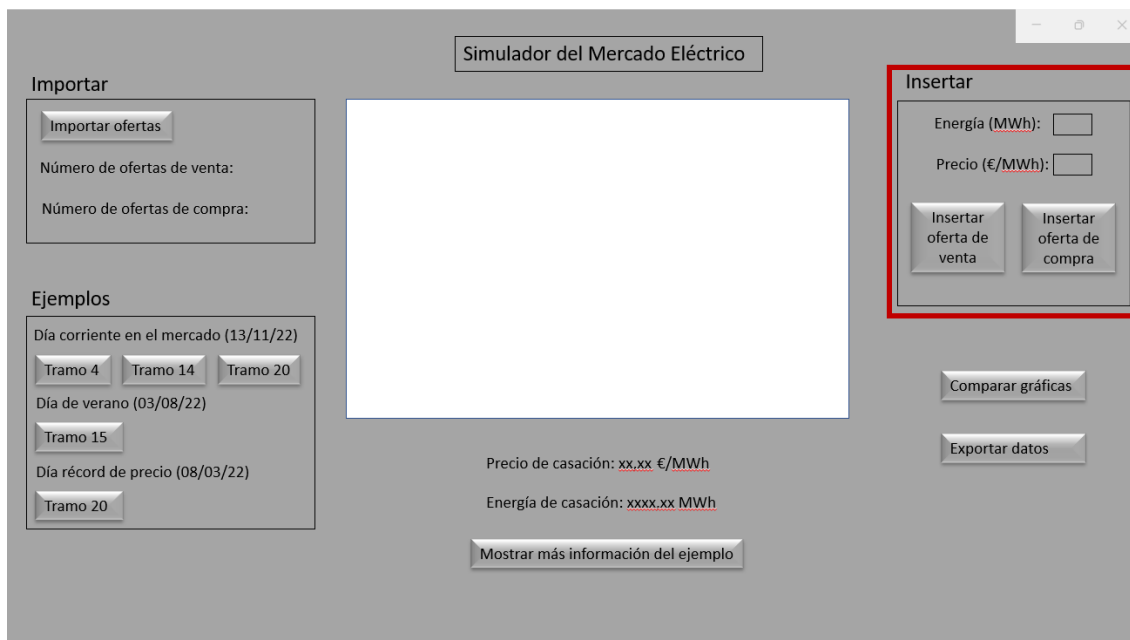 Simulador del Mercado Eléctrico
Importar
Importar ofertas
Número de ofertas de venta:
Número de ofertas de compra:
Ejemplos
Día corriente en el mercado (13/11/22)
Tramo 4
Tramo 14
Tramo 20
Día de verano (03/08/22)
Tramo 15
Día récord de precio (08/03/22)
Tramo 20
Precio de casación: xx,xx €/MWh
Energía de casación: xxxx,xx MWh
Mostrar más información del ejemplo
Insertar
Energía (MWh):
Precio (€/MWh):
Insertar
oferta de
venta
Insertar
oferta de
compra
Comparar gráficas
Exportar datos